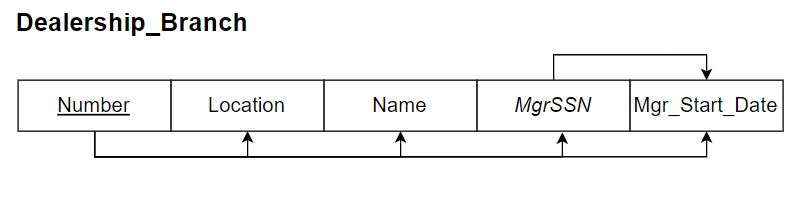 Dealership_Branch
Number Location Name MgrSSN Mgr_Start_Date